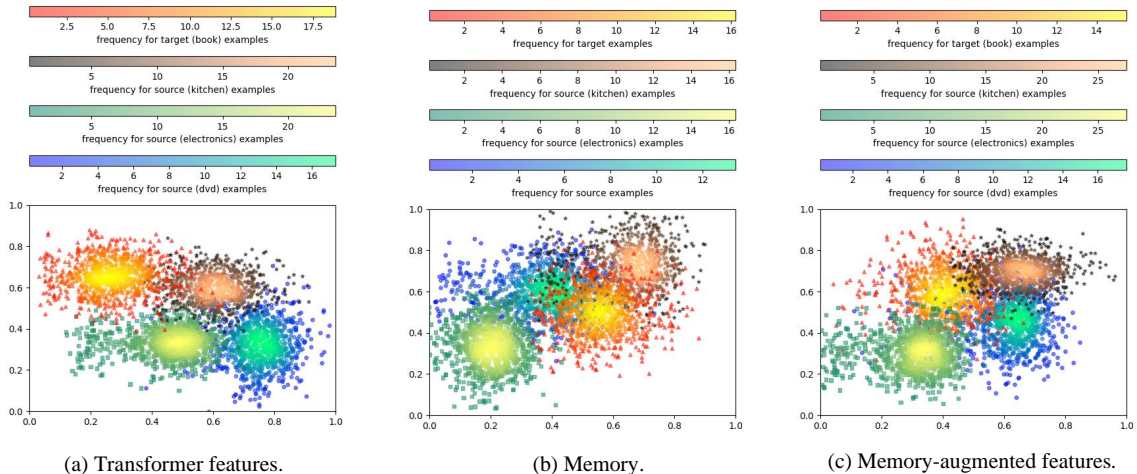 2.5 5.0 7.5 10.0 12.5 15.0 17.5
frequency for target (book) examples
5 10 15 20
frequency for source (kitchen) examples
5 10 15 20
frequency for source (electronics) examples
2 4 6 8 10 12 14 16
frequency for source (dvd) examples
1.0
0.8
0.6
0.4
0.2
0.0
0.0 0.2 0.4 0.6 0.8 1.0
(a) Transformer features.
2 4 6 8 10 12 14 16
frequency for target examples
2 4 6 8 10 12 14 16
frequency for source (kitchen) examples
2 4 6 8 10 12 14 16
frequency for source (electronics) examples
2 4 6 8 10 12
frequency for source examples
1.0
0.8
0.6
0.4
0.2
0.0
0.0 0.2 0.4 0.6 0.8 1.0
(b) Memory.
2 4 6 8 10 12 14
frequency for target (book) examples
5 10 15 20 25
frequency for source (kitchen) examples
5 10 15 20 25
frequency for source (electronics) examples
2 4 6 8 10 12 14 16
frequency for source (dvd) examples
1.0
0.8
0.6
0.4
0.2
0.0
0.0 0.2 0.4 0.6 0.8 1.0
(c) Memory-augmented features.